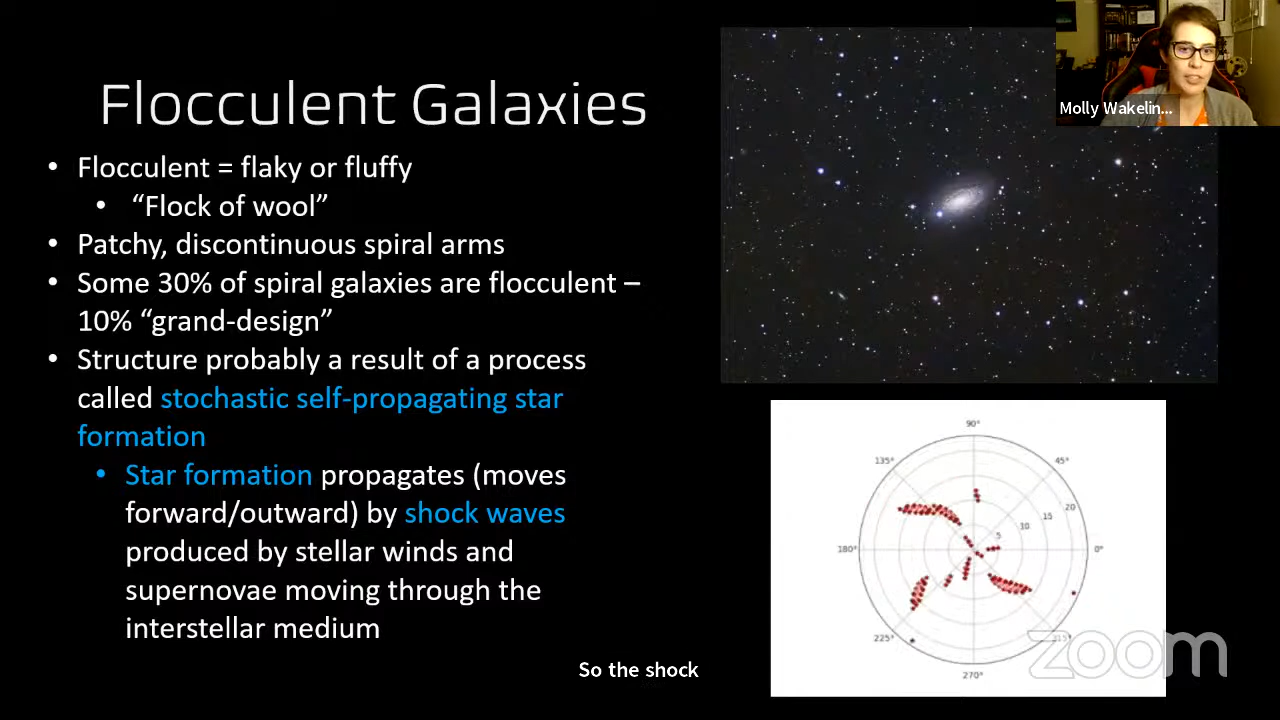 Flocculent Galaxies
• Flocculent = flaky or fluffy
• “Flock of wool”
• Patchy, discontinuous spiral arms
• Some 30% of spiral galaxies are flocculent –
10% “grand-design”
• Structure probably a result of a process
called stochastic self-propagating star
formation
• Star formation propagates (moves
forward/outward) by shock waves
produced by stellar winds and
supernovae moving through the
interstellar medium
Molly Wakelin...
90°
135°
45°
20
15
10
5
180°
0°
225°
315°
270°
zoom
So the shock